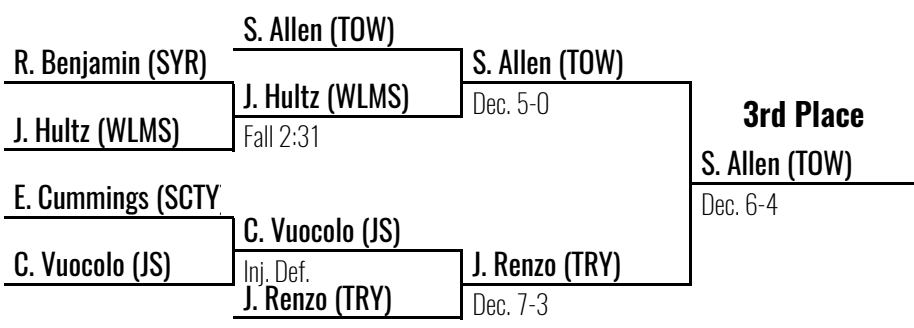 S. Allen (TOW)
R. Benjamin (SYR)
S. Allen (TOW)
J. Hultz (WLMS)
Dec. 5-0
3rd Place
J. Hultz (WLMS)
Fall 2:31
S. Allen (TOW)
E. Cummings (SCTY)
Dec. 6-4
C. Vuocolo (JS)
C. Vuocolo (JS)
Inj. Def.
J. Renzo (TRY)
J. Renzo (TRY)
Dec. 7-3